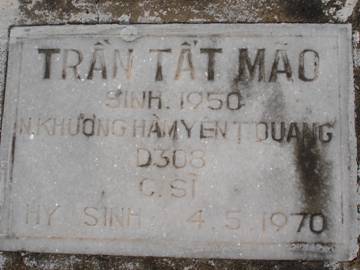 TRẦN TẤT MÃO
SINH. 1950
N.KHƯƠNG HÀM YÊN T.QUANG
D308
C. SĨ
HY SINH 4.5.1970